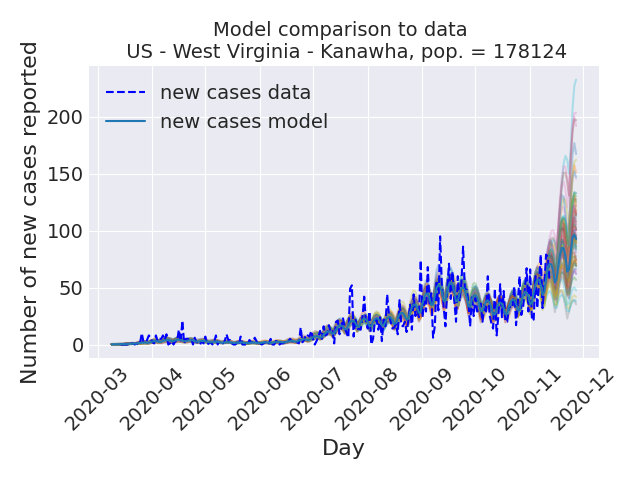 Model comparison to data
US - West Virginia - Kanawha, pop. = 178124
new cases data
new cases model
Number of new cases reported
200
150
100
50
0
2020-03
2020-04
2020-05
2020-06
2020-07
2020-08
2020-09
2020-10
2020-11
2020-12
Day